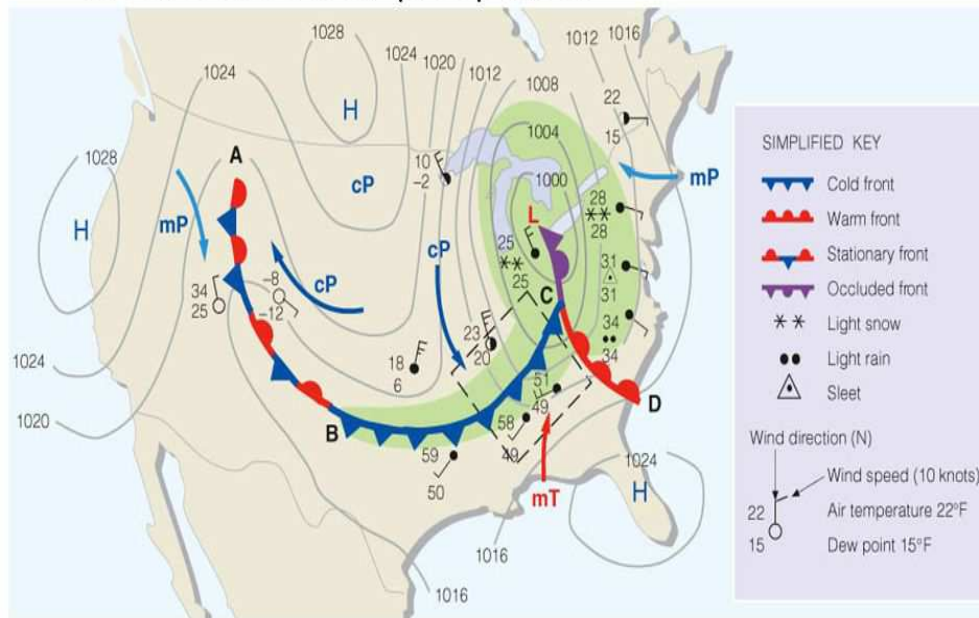 1028
1024
1024
1020
1012
1012
1016
1008
H
22
15
1004
1028
A
10
-2
cP
1000
mP
mP
28
**
28
H
L
25
**
25
cP
cP
31
31
-8
-12
34
25
C
34
34
23
20
18
6
1024
51
49
58
49
D
B
59
50
1020
mT
1024
H
1016
1016
SIMPLIFIED KEY
Cold front
Warm front
Stationary front
Occluded front
** Light snow
Light rain
Sleet
Wind direction (N)
Wind speed (10 knots)
22 Air temperature 22°F
15 Dew point 15°F